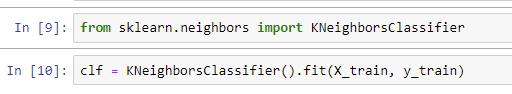 In [9]: from sklearn.neighbors import KNeighborsClassifier
In [10]: clf = KNeighborsClassifier().fit(X_train, y_train)